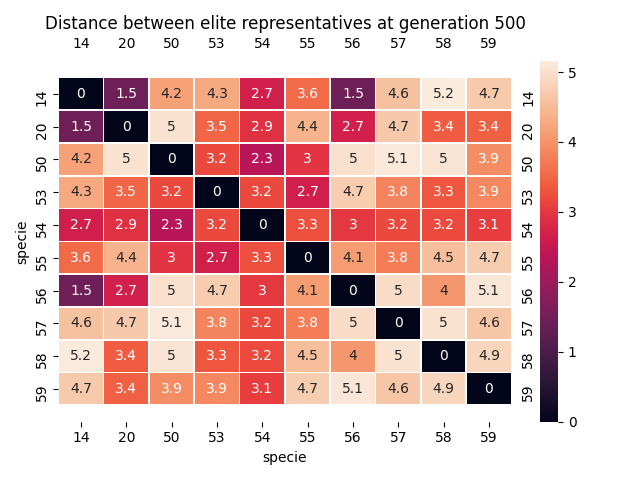 Distance between elite representatives at generation 500
14 20 50 53 54 55 56 57 58 59
14 0 1.5 4.2 4.3 2.7 3.6 1.5 4.6 5.2 4.7 14
20 1.5 0 5 3.5 2.9 4.4 2.7 4.7 3.4 3.4 20
50 4.2 5 0 3.2 2.3 3 5 5.1 5 3.9 50
53 4.3 3.5 3.2 0 3.2 2.7 4.7 3.8 3.3 3.9 53
54 2.7 2.9 2.3 3.2 0 3.3 3 3.2 3.2 3.1 54
55 3.6 4.4 3 2.7 3.3 0 4.1 3.8 4.5 4.7 55
56 1.5 2.7 5 4.7 3 4.1 0 5 4 5.1 56
57 4.6 4.7 5.1 3.8 3.2 3.8 5 0 5 4.6 57
58 5.2 3.4 5 3.3 3.2 4.5 4 5 0 4.9 58
59 4.7 3.4 3.9 3.9 3.1 4.7 5.1 4.6 4.9 0 59
14 20 50 53 54 55 56 57 58 59
specie
specie
5
4
3
2
1
0